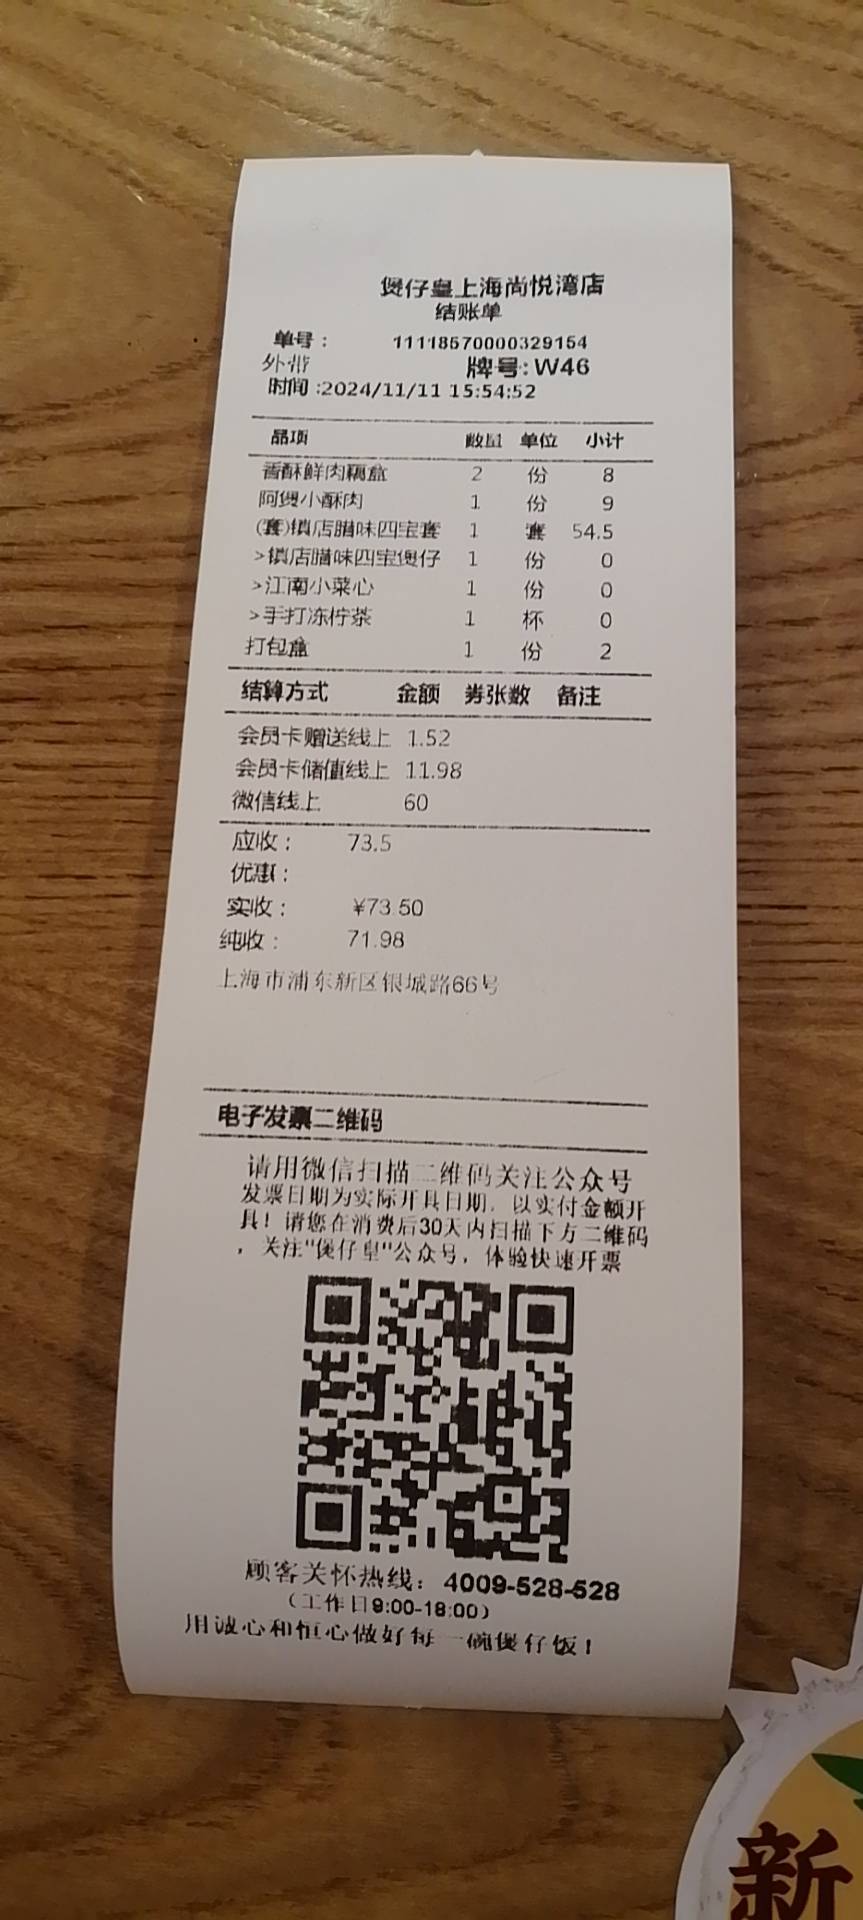 煲仔皇上海尚悦湾店
结账单
单号： 11118570000329154
外带 牌号:W46
时间:2024/11/11 15:54:52
品项 数量 单位 小计
香酥鲜肉藕盒 2 份 8
阿煲小酥肉 1 份 9
(套)镇店腊味四宝套 1 套 54.5
>镇店腊味四宝煲仔 1 份 0
>江南小菜心 1 份 0
>手打冻柠茶 1 杯 0
打包盒 1 份 2
结算方式 金额 券张数 备注
会员卡赠送线上 1.52
会员卡储值线上 11.98
微信线上 60
应收： 73.5
优惠：
实收： ¥73.50
纯收： 71.98
上海市浦东新区银城路66号
电子发票二维码
请用微信扫描二维码关注公众号
发票日期为实际开具日期，以实付金额开
具！请您在消费后30天内扫描下方二维码
，关注"煲仔皇"公众号，体验快速开票
顾客关怀热线：4009-528-528
（工作日9:00-18:00）
用诚心和恒心做好每一碗煲仔饭！
新